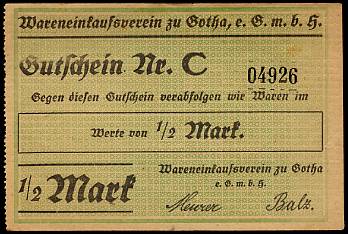 Wareneinkaufsverein zu Gotha, e. G. m. b. H.
Gutschein Nr. C
04926
Gegen diesen Gutschein verabfolgen wir Waren im
Werte von 1/2 Mark.
1/2 Mark
Wareneinkaufsverein zu Gotha
e. G. m. b. H.
Meurer Balz.